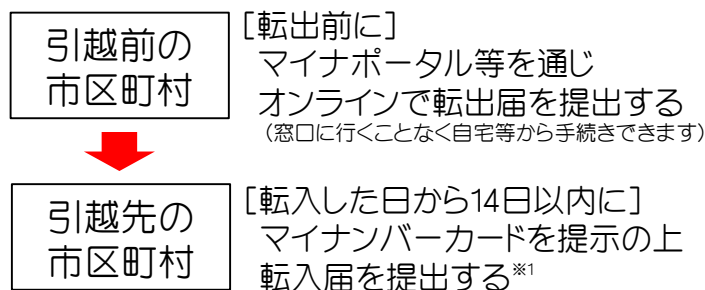 引越前の
市区町村
［転出前に］
マイナポータル等を通じ
オンラインで転出届を提出する
（窓口に行くことなく自宅等から手続きできます）
引越先の
市区町村
［転入した日から14日以内に］
マイナンバーカードを提示の上
転入届を提出する※1